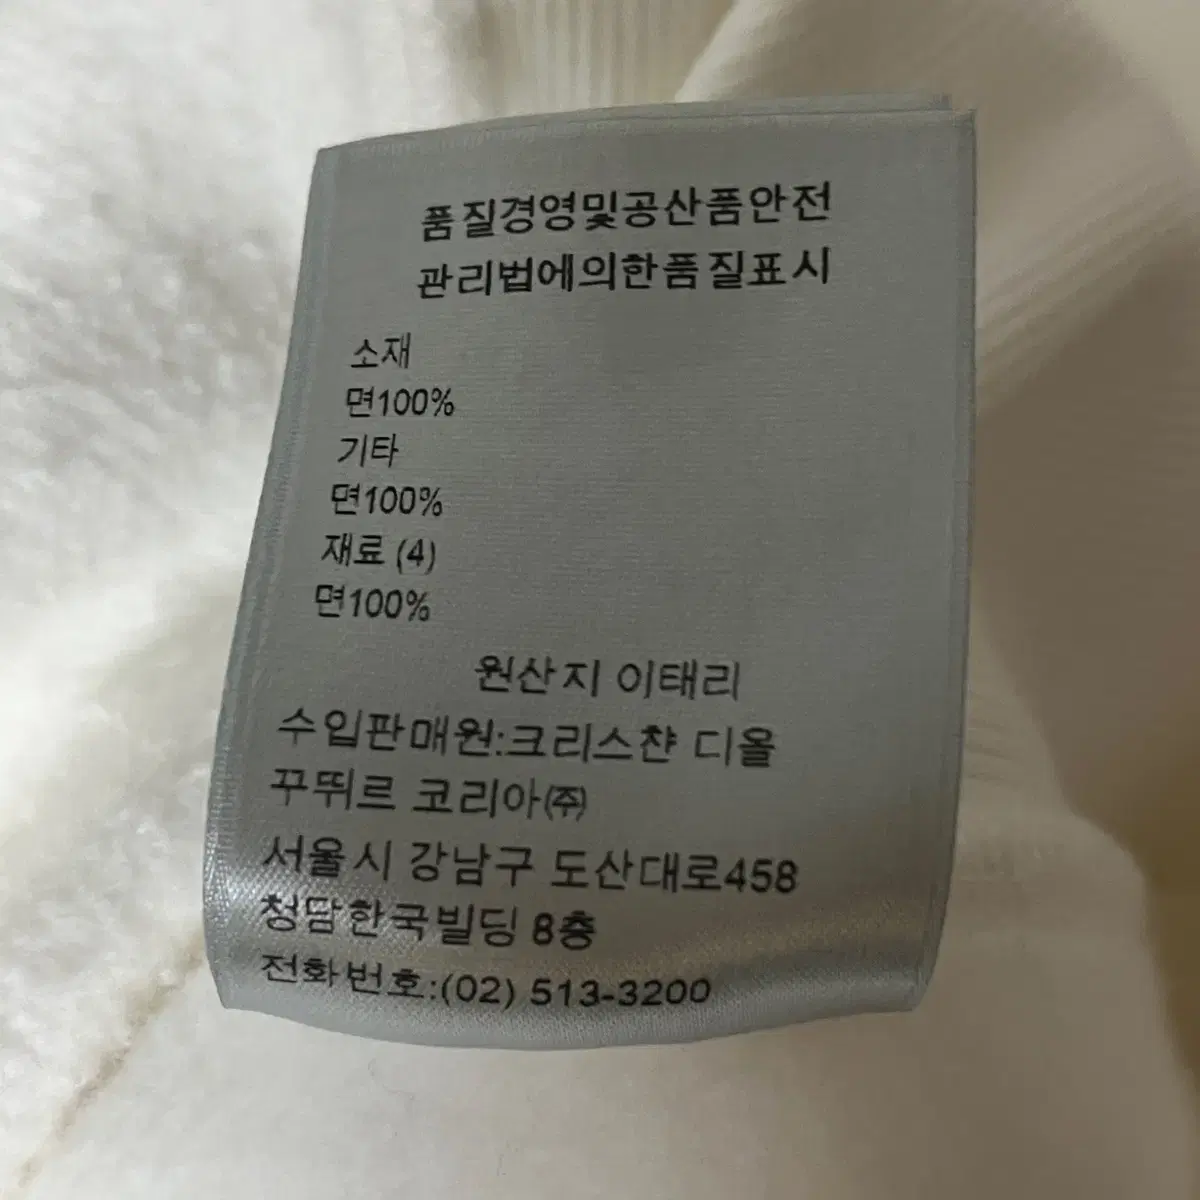 품질경영및공산품안전
관리법에의한품질표시
소재
면100%
기타
면100%
재료 (4)
면100%
원산지 이태리
수입판매원:크리스챤 디올
꾸뛰르 코리아㈜
서울시 강남구 도산대로458
청담한국빌딩 8층
전화번호:(02) 513-3200